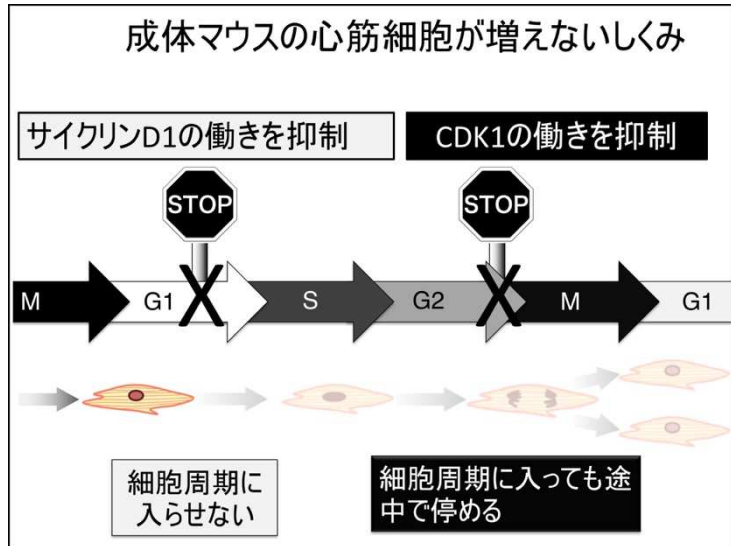 成体マウスの心筋細胞が増えないしくみ
サイクリンD1の働きを抑制
CDK1の働きを抑制
STOP
STOP
M
G1
S
G2
M
G1
細胞周期に
入らせない
細胞周期に入っても途
中で停める